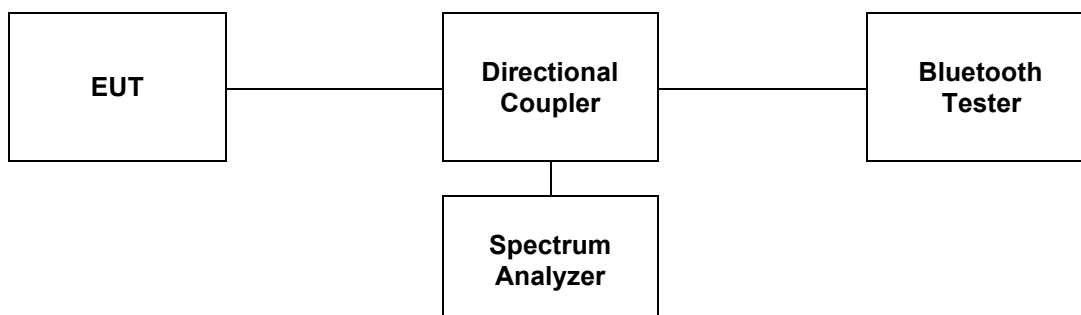 EUT
Directional
Coupler
Bluetooth
Tester
Spectrum
Analyzer